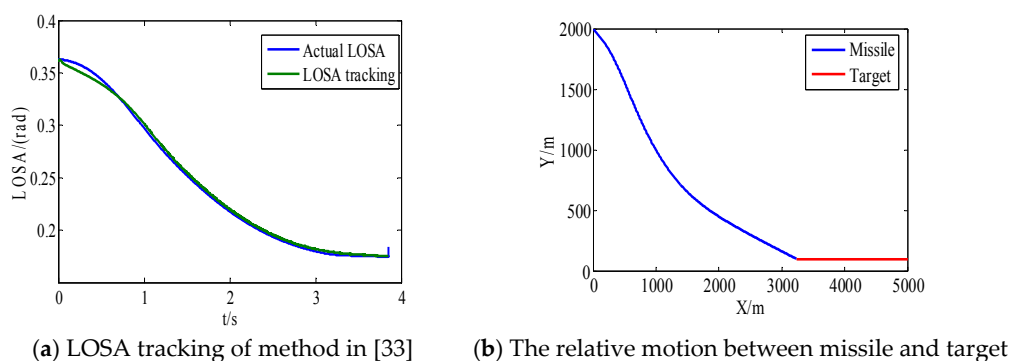 0.4
0.35
0.3
0.25
0.2
LOSA/(rad)
Actual LOSA
LOSA tracking
0 1 2 3 4
t/s
(a) LOSA tracking of method in [33]
2000
1500
1000
500
0
Y/m
Missile
Target
0 1000 2000 3000 4000 5000
X/m
(b) The relative motion between missile and target